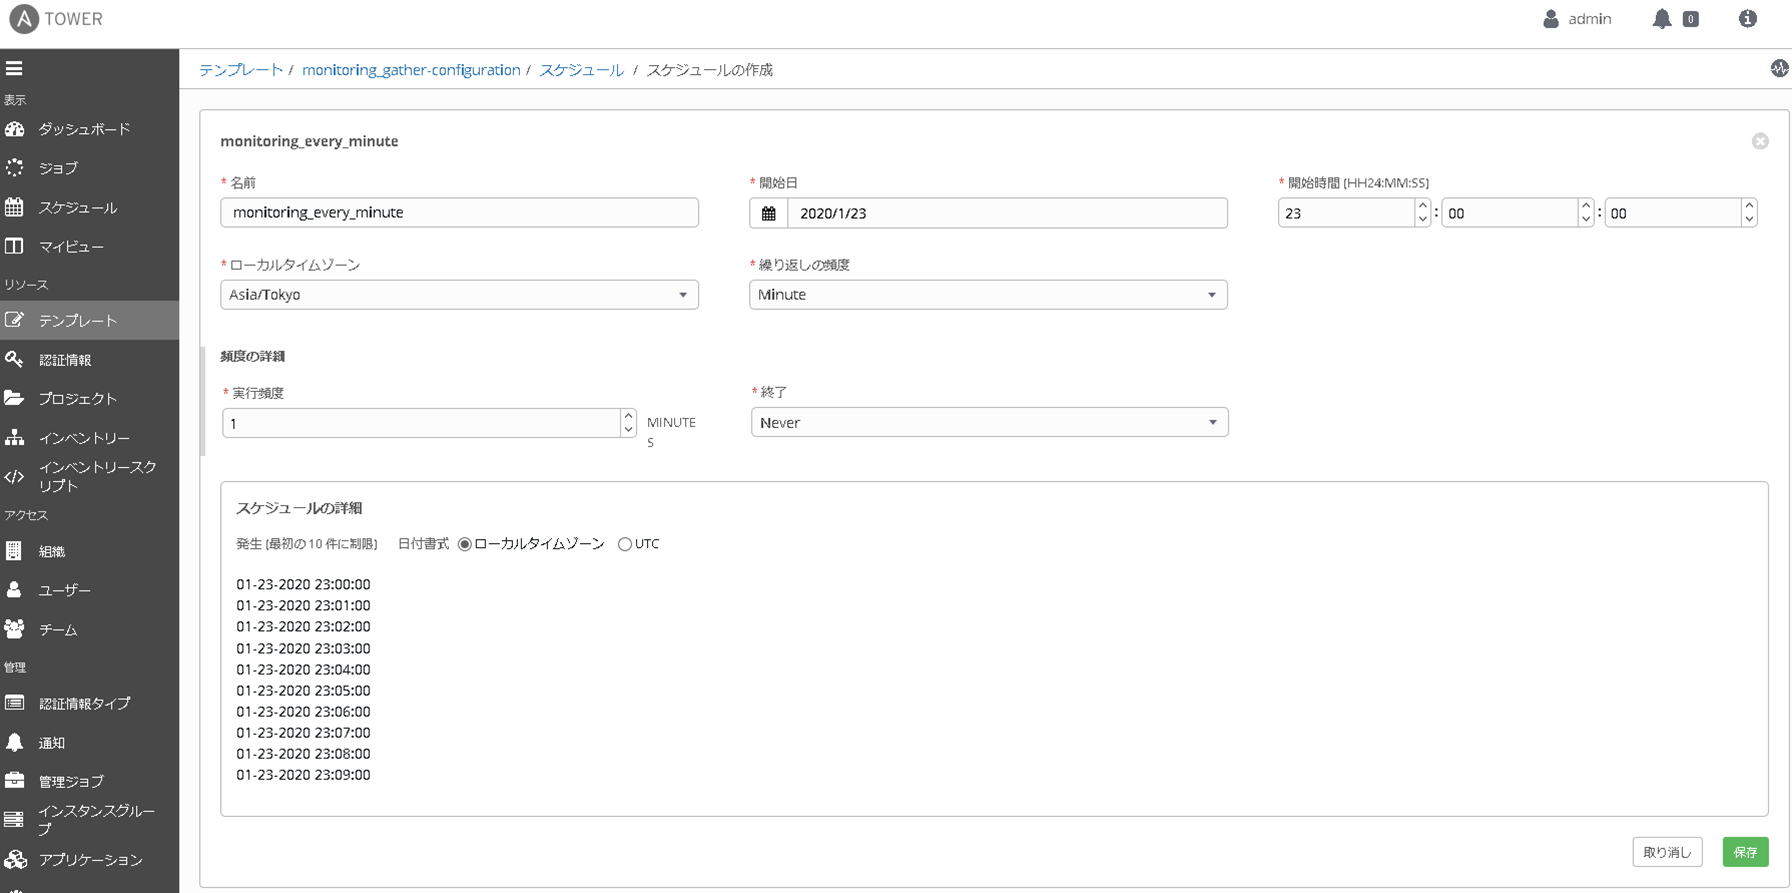 TOWER
admin
0
テンプレート / monitoring_gather-configuration / スケジュール / スケジュールの作成
表示
ダッシュボード
ジョブ
スケジュール
マイビュー
リソース
テンプレート
認証情報
プロジェクト
インベントリー
インベントリースク
リプト
アクセス
組織
ユーザー
チーム
管理
認証情報タイプ
通知
管理ジョブ
インスタンスグルー
プ
アプリケーション
monitoring_every_minute
* 名前
monitoring_every_minute
* 開始日
2020/1/23
* 開始時間 (HH24:MM:SS)
23 : 00 : 00
* ローカルタイムゾーン
Asia/Tokyo
* 繰り返しの頻度
Minute
頻度の詳細
* 実行頻度
1
MINUTE
S
* 終了
Never
スケジュールの詳細
発生 (最初の 10 件に制限) 日付書式 ローカルタイムゾーン UTC
01-23-2020 23:00:00
01-23-2020 23:01:00
01-23-2020 23:02:00
01-23-2020 23:03:00
01-23-2020 23:04:00
01-23-2020 23:05:00
01-23-2020 23:06:00
01-23-2020 23:07:00
01-23-2020 23:08:00
01-23-2020 23:09:00
取り消し
保存